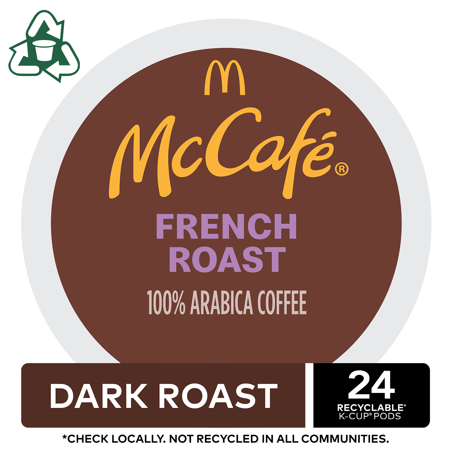 McCafé®
FRENCH
ROAST
100% ARABICA COFFEE
DARK ROAST
24
RECYCLABLE*
K-CUP® PODS
*CHECK LOCALLY. NOT RECYCLED IN ALL COMMUNITIES.